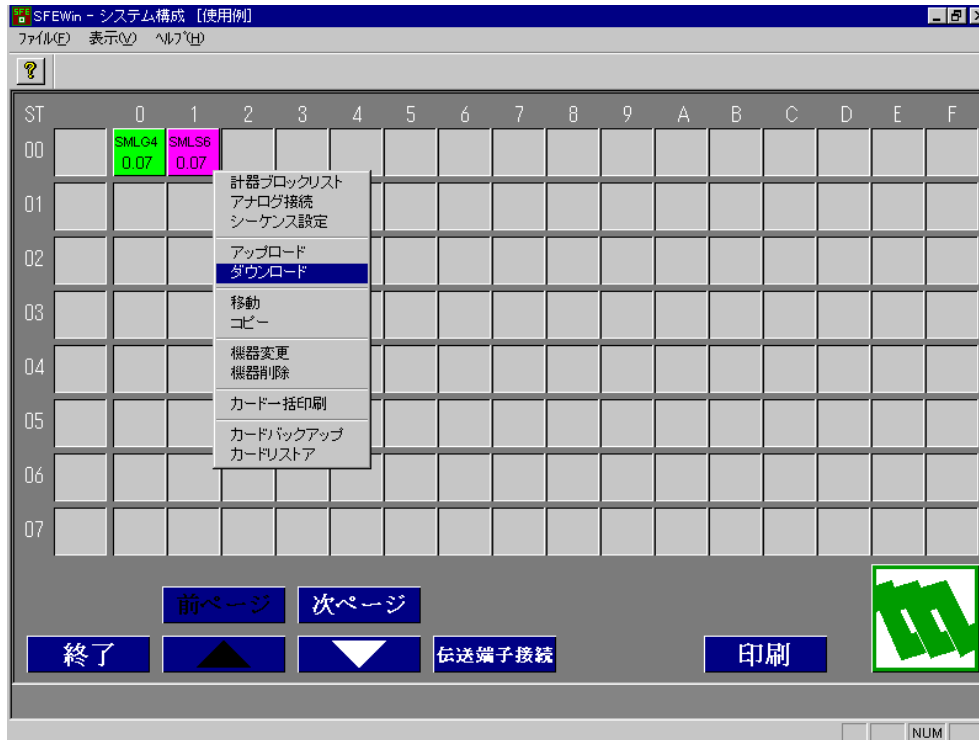 SFE SFEWin - システム構成 [使用例]
ファイル(F) 表示(V) ヘルプ(H)
?
ST 0 1 2 3 4 5 6 7 8 9 A B C D E F
00 SMLG4 SMLS6
0.07 0.07
計器ブロックリスト
01 アナログ接続
シーケンス設定
02 アップロード
ダウンロード
03 移動
コピー
04 機器変更
機器削除
カード一括印刷
05 カードバックアップ
カードリストア
06
07
前ページ 次ページ
終了 伝送端子接続 印刷
NUM